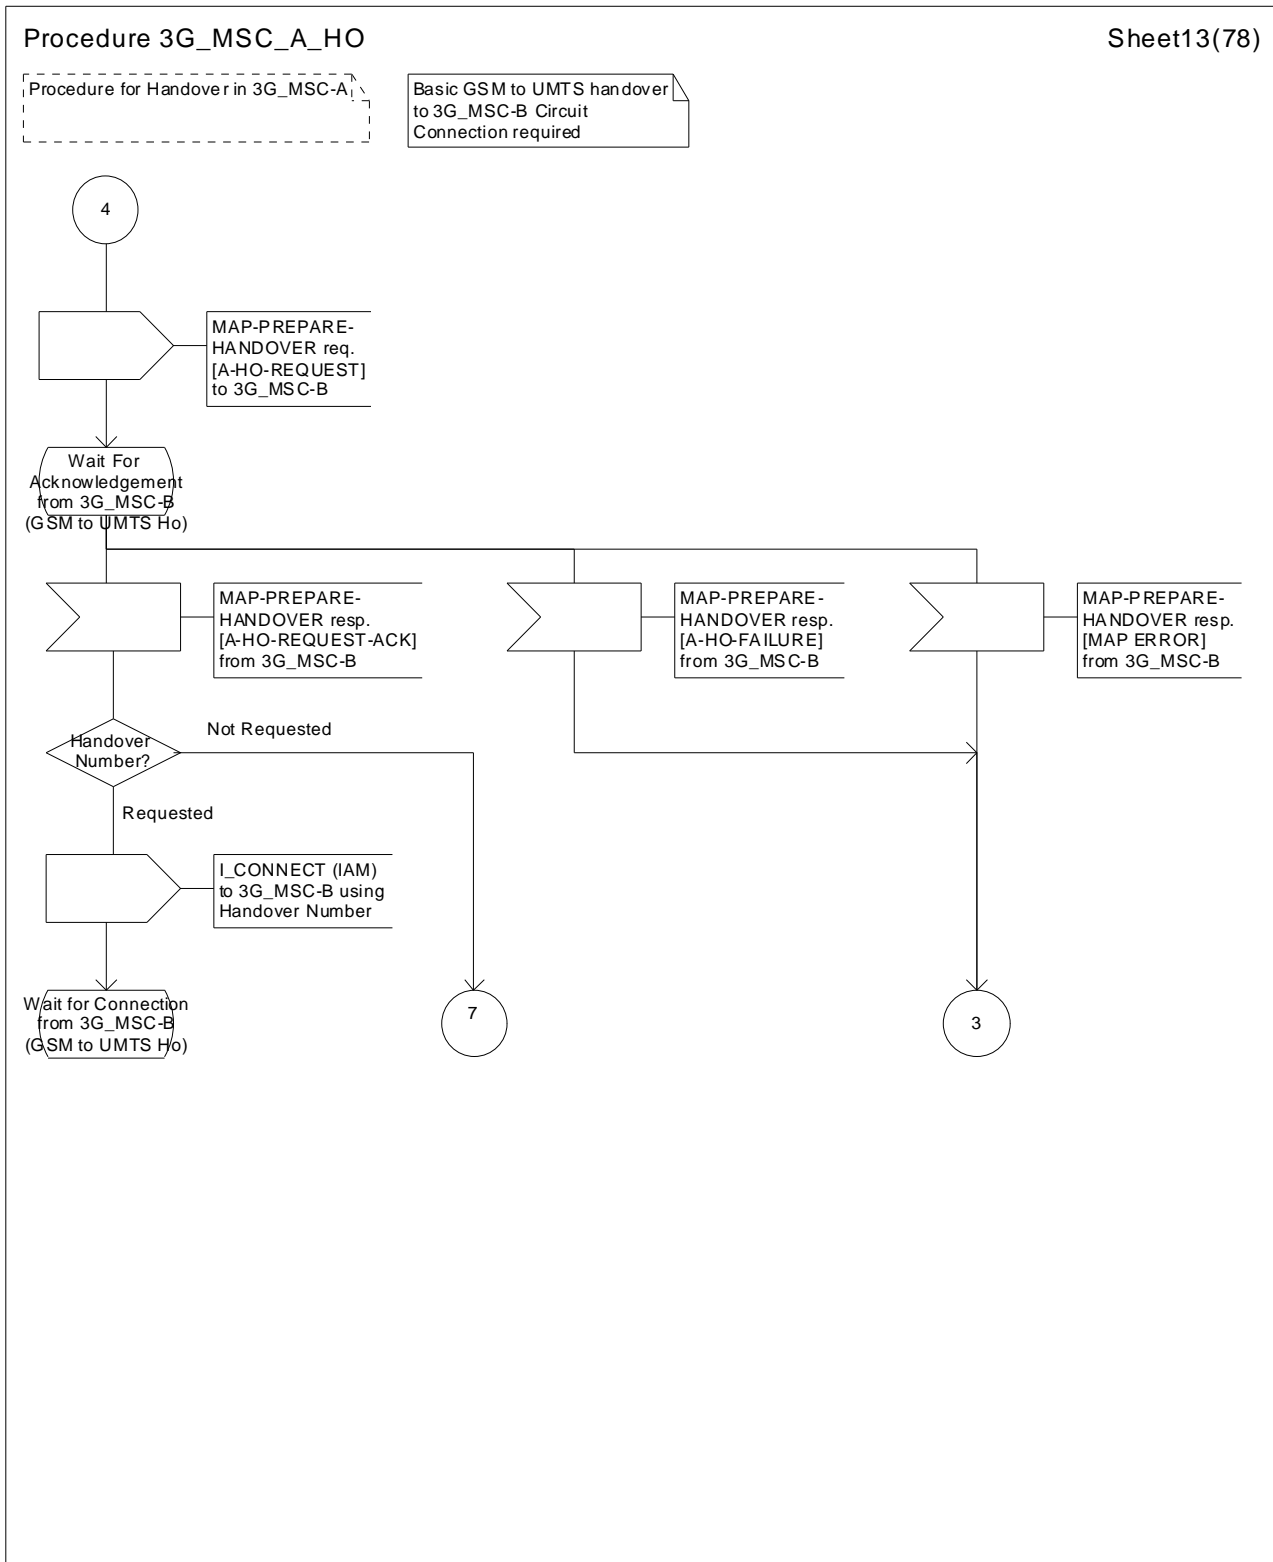 Procedure 3G_MSC_A_HO
Sheet13(78)
Procedure for Handover in 3G_MSC-A
Basic GSM to UMTS handover
to 3G_MSC-B Circuit
Connection required
4
MAP-PREPARE-
HANDOVER req.
[A-HO-REQUEST]
to 3G_MSC-B
Wait For
Acknowledgement
from 3G_MSC-B
(GSM to UMTS Ho)
MAP-PREPARE-
HANDOVER resp.
[A-HO-REQUEST-ACK]
from 3G_MSC-B
MAP-PREPARE-
HANDOVER resp.
[A-HO-FAILURE]
from 3G_MSC-B
MAP-PREPARE-
HANDOVER resp.
[MAP ERROR]
from 3G_MSC-B
Handover
Number?
Not Requested
Requested
I_CONNECT (IAM)
to 3G_MSC-B using
Handover Number
Wait for Connection
from 3G_MSC-B
(GSM to UMTS Ho)
7
3